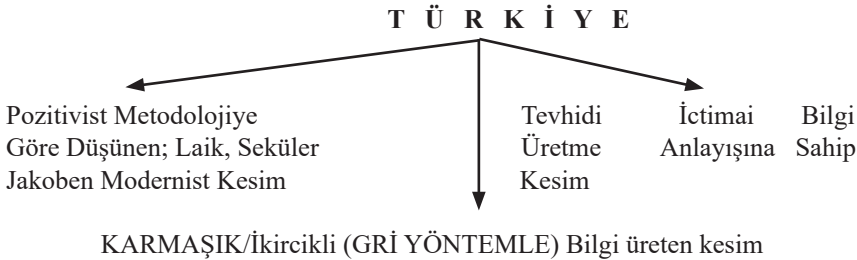 T Ü R K İ Y E
Pozitivist Metodolojiye
Göre Düşünen; Laik, Seküler
Jakoben Modernist Kesim
Tevhidi İctimai Bilgi
Üretme Anlayışına Sahip
Kesim
KARMAŞIK/İkircikli (GRİ YÖNTEMLE) Bilgi üreten kesim